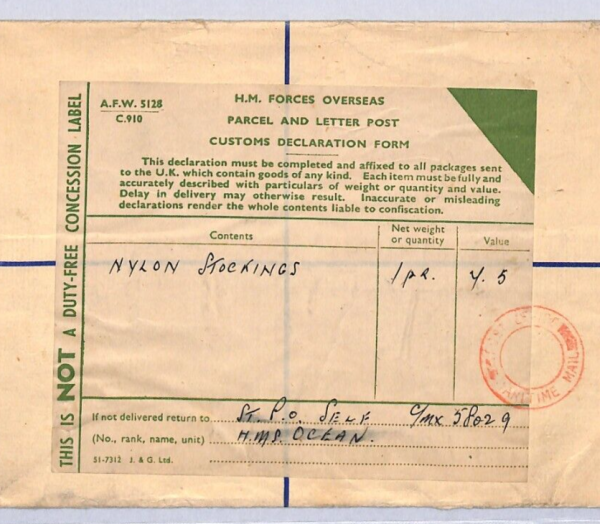 THIS IS NOT A DUTY-FREE CONCESSION LABEL
A.F.W. 5128
C.910
H.M. FORCES OVERSEAS
PARCEL AND LETTER POST
CUSTOMS DECLARATION FORM
This declaration must be completed and affixed to all packages sent
to the U.K. which contain goods of any kind. Each item must be fully and
accurately described with particulars of weight or quantity and value.
Delay in delivery may otherwise result. Inaccurate or misleading
declarations render the whole contents liable to confiscation.
Contents Net weight or quantity Value
NYLON STOCKINGS 1 PR. Y. 5
If not delivered return to ST. P.O. SELF C/MX 58029
(No., rank, name, unit) H.M.S. OCEAN.
51-7312 J. & G. Ltd.
MARITIME MAIL